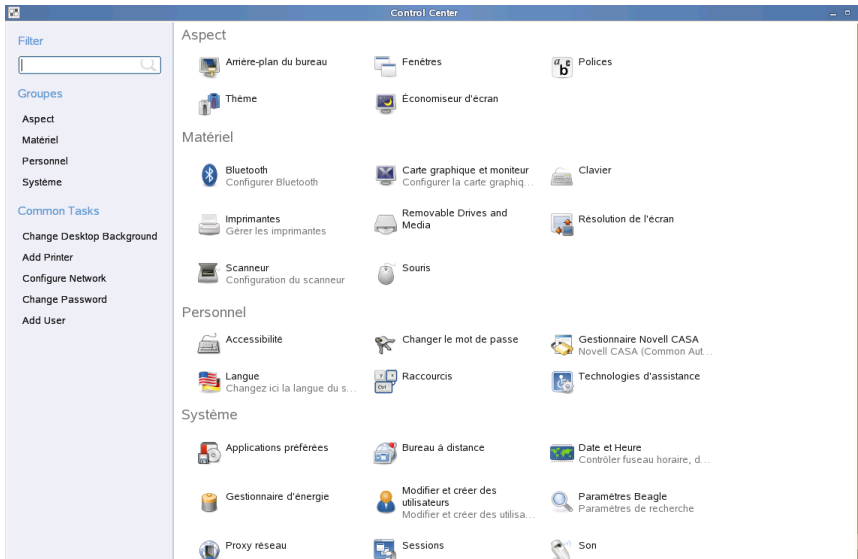 Control Center
Filter
Groupes
Aspect
Matériel
Personnel
Système
Common Tasks
Change Desktop Background
Add Printer
Configure Network
Change Password
Add User
Aspect
Arrière-plan du bureau
Fenêtres
Polices
Thème
Économiseur d'écran
Matériel
Bluetooth
Configurer Bluetooth
Carte graphique et moniteur
Configurer la carte graphiq...
Clavier
Imprimantes
Gérer les imprimantes
Removable Drives and
Media
Résolution de l'écran
Scanneur
Configuration du scanneur
Souris
Personnel
Accessibilité
Changer le mot de passe
Gestionnaire Novell CASA
Novell CASA (Common Aut...
Langue
Changez ici la langue du s...
Raccourcis
Technologies d'assistance
Système
Applications préférées
Bureau à distance
Date et Heure
Contrôler fuseau horaire, d...
Gestionnaire d'énergie
Modifier et créer des
utilisateurs
Modifier et créer des utilisa...
Paramètres Beagle
Paramètres de recherche
Proxy réseau
Sessions
Son